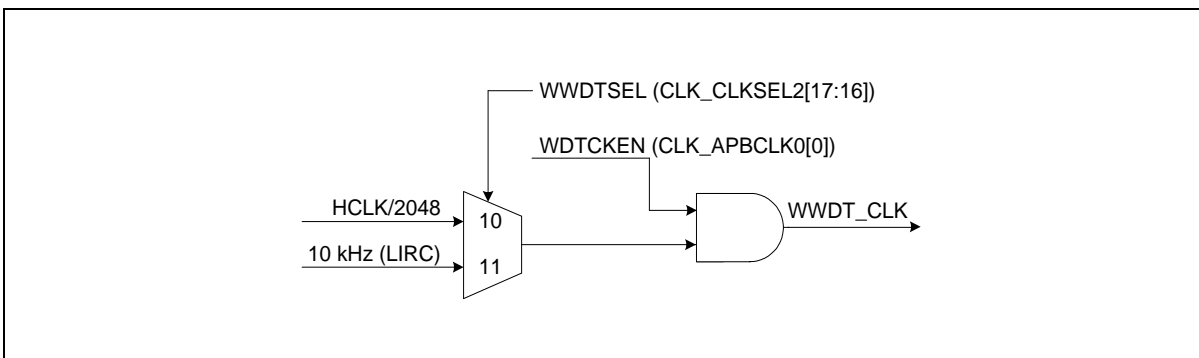 WWDTSEL (CLK_CLKSEL2[17:16])
WDTCKEN (CLK_APBCLK0[0])
HCLK/2048
10
WWDT_CLK
10 kHz (LIRC)
11